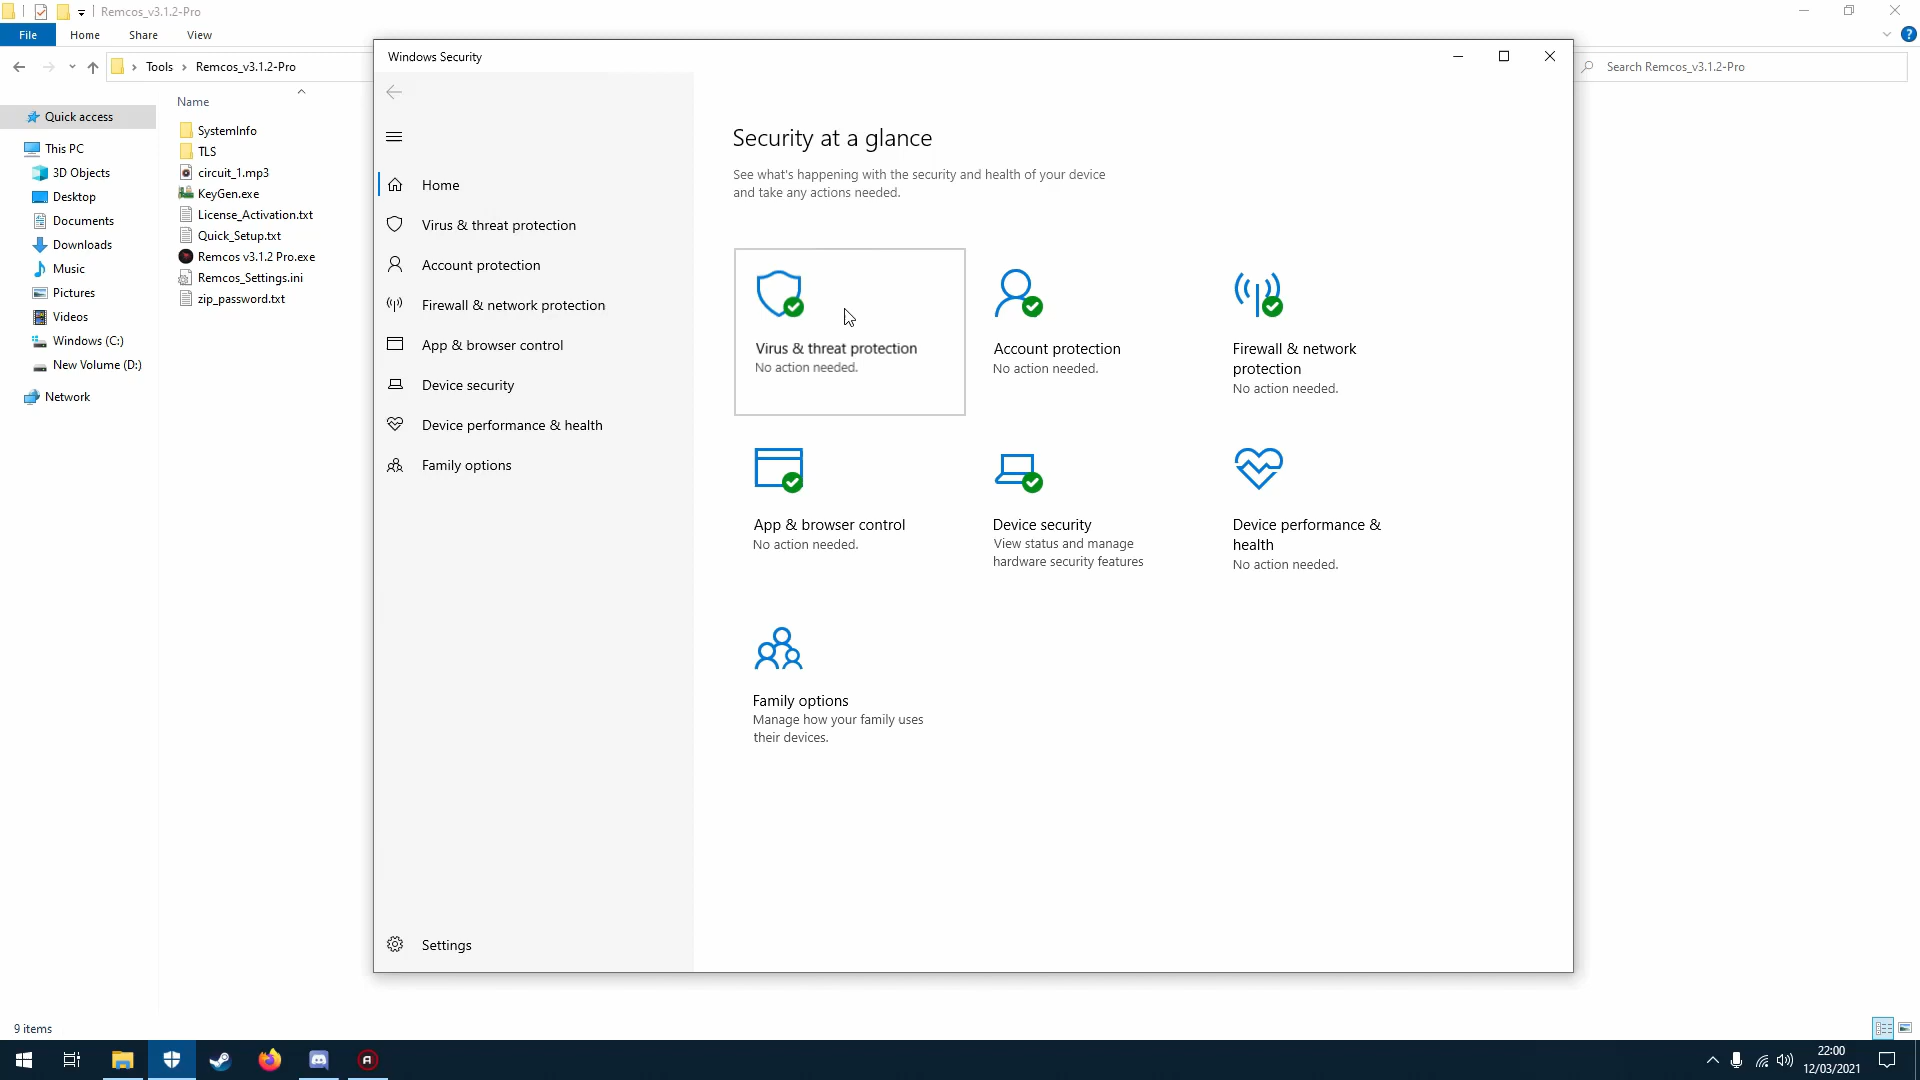 Remcos_v3.1.2-Pro
File
Home
Share
View
Tools
Remcos_v3.1.2-Pro
Search Remcos_v3.1.2-Pro
Quick access
This PC
3D Objects
Desktop
Documents
Downloads
Music
Pictures
Videos
Windows (C:)
New Volume (D:)
Network
Name
SystemInfo
TLS
circuit_1.mp3
KeyGen.exe
License_Activation.txt
Quick_Setup.txt
Remcos v3.1.2 Pro.exe
Remcos_Settings.ini
zip_password.txt
Windows Security
Home
Virus & threat protection
Account protection
Firewall & network protection
App & browser control
Device security
Device performance & health
Family options
Settings
Security at a glance
See what's happening with the security and health of your device
and take any actions needed.
Virus & threat protection
No action needed.
Account protection
No action needed.
Firewall & network
protection
No action needed.
App & browser control
No action needed.
Device security
View status and manage
hardware security features
Device performance &
health
No action needed.
Family options
Manage how your family uses
their devices.
9 items
22:00
12/03/2021